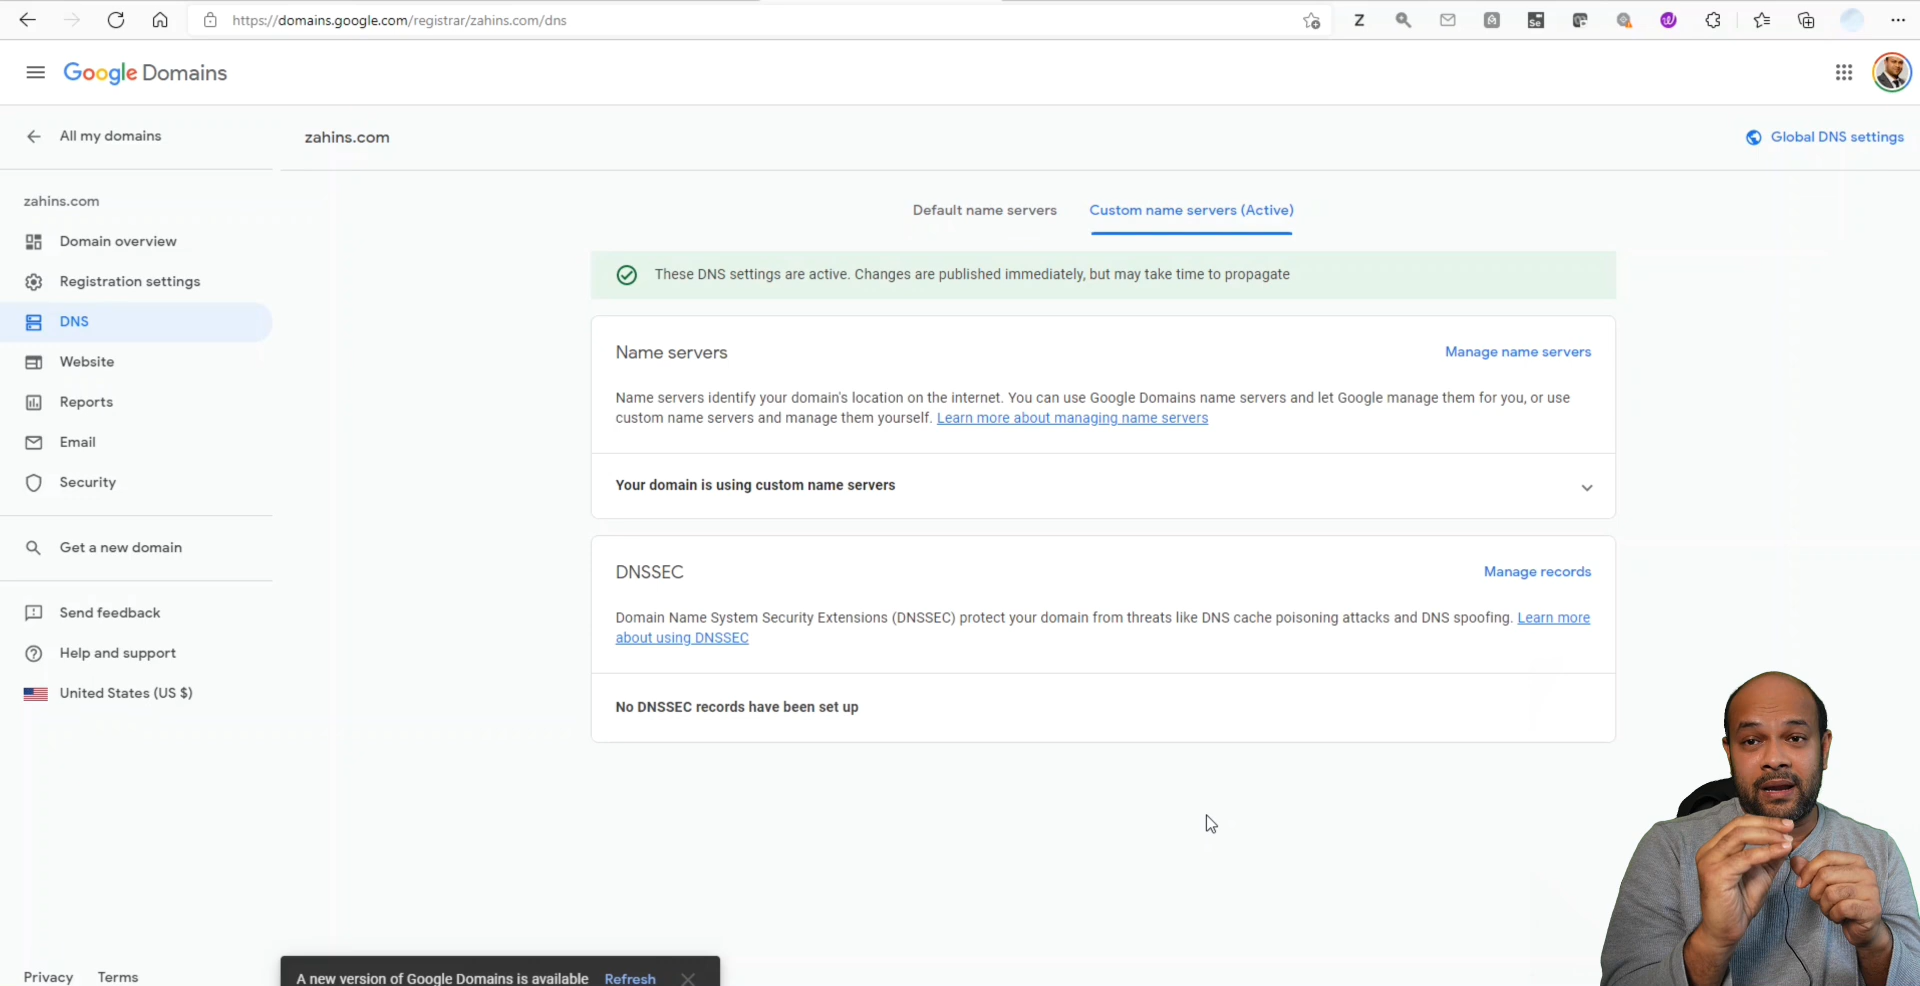 https://domains.google.com/registrar/zahins.com/dns
Z
Se
Google Domains
All my domains
zahins.com
Global DNS settings
zahins.com
Domain overview
Registration settings
DNS
Website
Reports
Email
Security
Get a new domain
Send feedback
Help and support
United States (US $)
Default name servers
Custom name servers (Active)
These DNS settings are active. Changes are published immediately, but may take time to propagate
Name servers
Manage name servers
Name servers identify your domain's location on the internet. You can use Google Domains name servers and let Google manage them for you, or use
custom name servers and manage them yourself. Learn more about managing name servers
Your domain is using custom name servers
DNSSEC
Manage records
Domain Name System Security Extensions (DNSSEC) protect your domain from threats like DNS cache poisoning attacks and DNS spoofing. Learn more
about using DNSSEC
No DNSSEC records have been set up
Privacy Terms
A new version of Google Domains is available Refresh